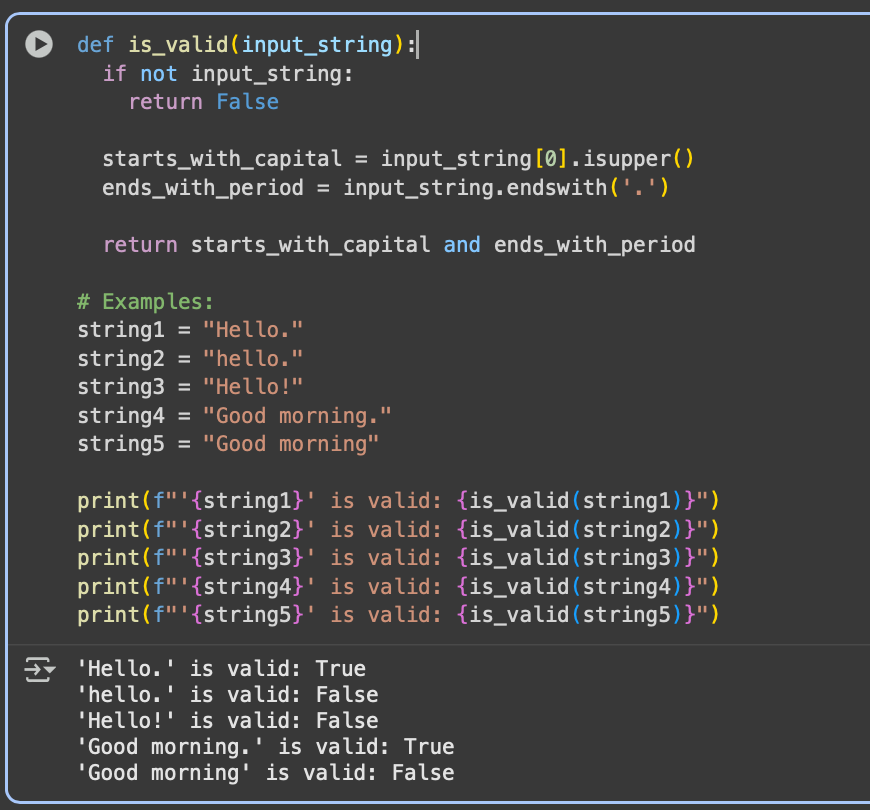 def is_valid(input_string):
  if not input_string:
    return False

  starts_with_capital = input_string[0].isupper()
  ends_with_period = input_string.endswith('.')

  return starts_with_capital and ends_with_period

# Examples:
string1 = "Hello."
string2 = "hello."
string3 = "Hello!"
string4 = "Good morning."
string5 = "Good morning"

print(f"'{string1}' is valid: {is_valid(string1)}")
print(f"'{string2}' is valid: {is_valid(string2)}")
print(f"'{string3}' is valid: {is_valid(string3)}")
print(f"'{string4}' is valid: {is_valid(string4)}")
print(f"'{string5}' is valid: {is_valid(string5)}")

'Hello.' is valid: True
'hello.' is valid: False
'Hello!' is valid: False
'Good morning.' is valid: True
'Good morning' is valid: False